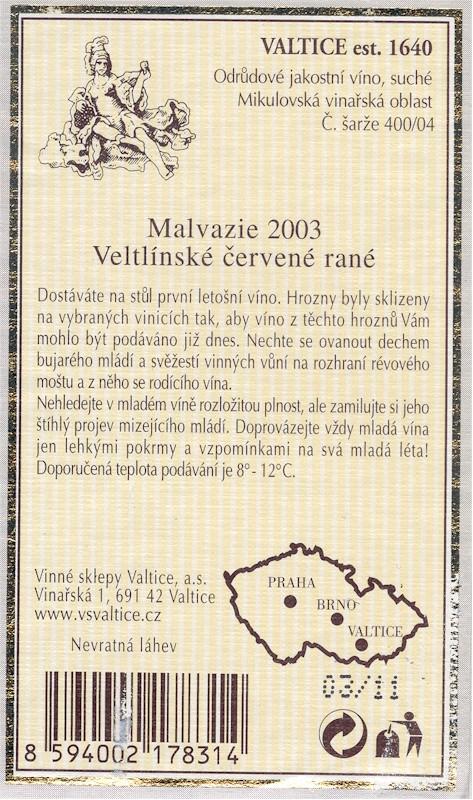 VALTICE est. 1640
Odrůdové jakostní víno, suché
Mikulovská vinařská oblast
Č. šarže 400/04
Malvazie 2003
Veltlínské červené rané
Dostáváte na stůl první letošní víno. Hrozny byly sklizeny
na vybraných vinicích tak, aby víno z těchto hroznů Vám
mohlo být podáváno již dnes. Nechte se ovanout dechem
bujarého mládí a svěžestí vinných vůní na rozhraní révového
moštu a z něho se rodícího vína.
Nehledejte v mladém víně rozložitou plnost, ale zamilujte si jeho
štíhlý projev mizejícího mládí. Doprovázejte vždy mladá vína
jen lehkými pokrmy a vzpomínkami na svá mladá léta!
Doporučená teplota podávání je 8° - 12°C.
PRAHA
BRNO
VALTICE
Vinné sklepy Valtice, a.s.
Vinařská 1, 691 42 Valtice
www.vsvaltice.cz
Nevratná láhev
03/11
8 594002 178314